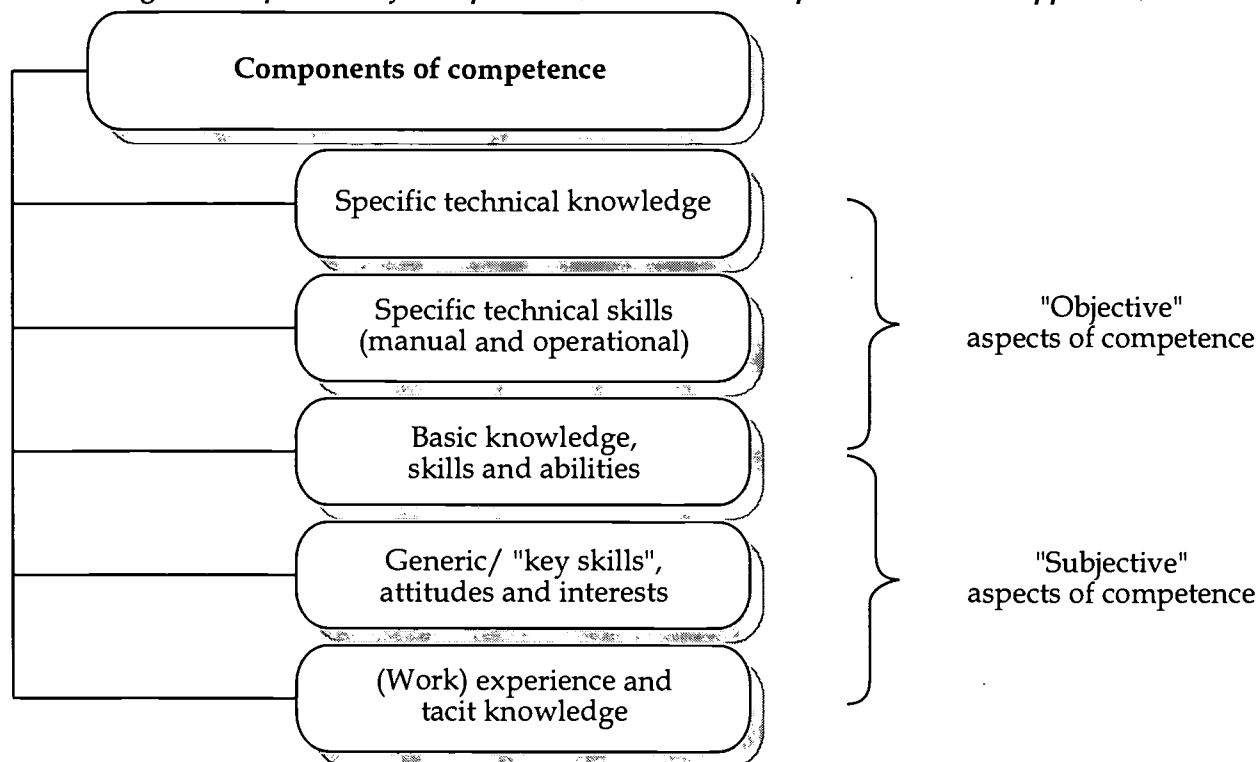 Components of competence
Specific technical knowledge
Specific technical skills
(manual and operational)
"Objective"
aspects of competence
Basic knowledge,
skills and abilities
Generic/ "key skills",
attitudes and interests
"Subjective"
aspects of competence
(Work) experience and
tacit knowledge